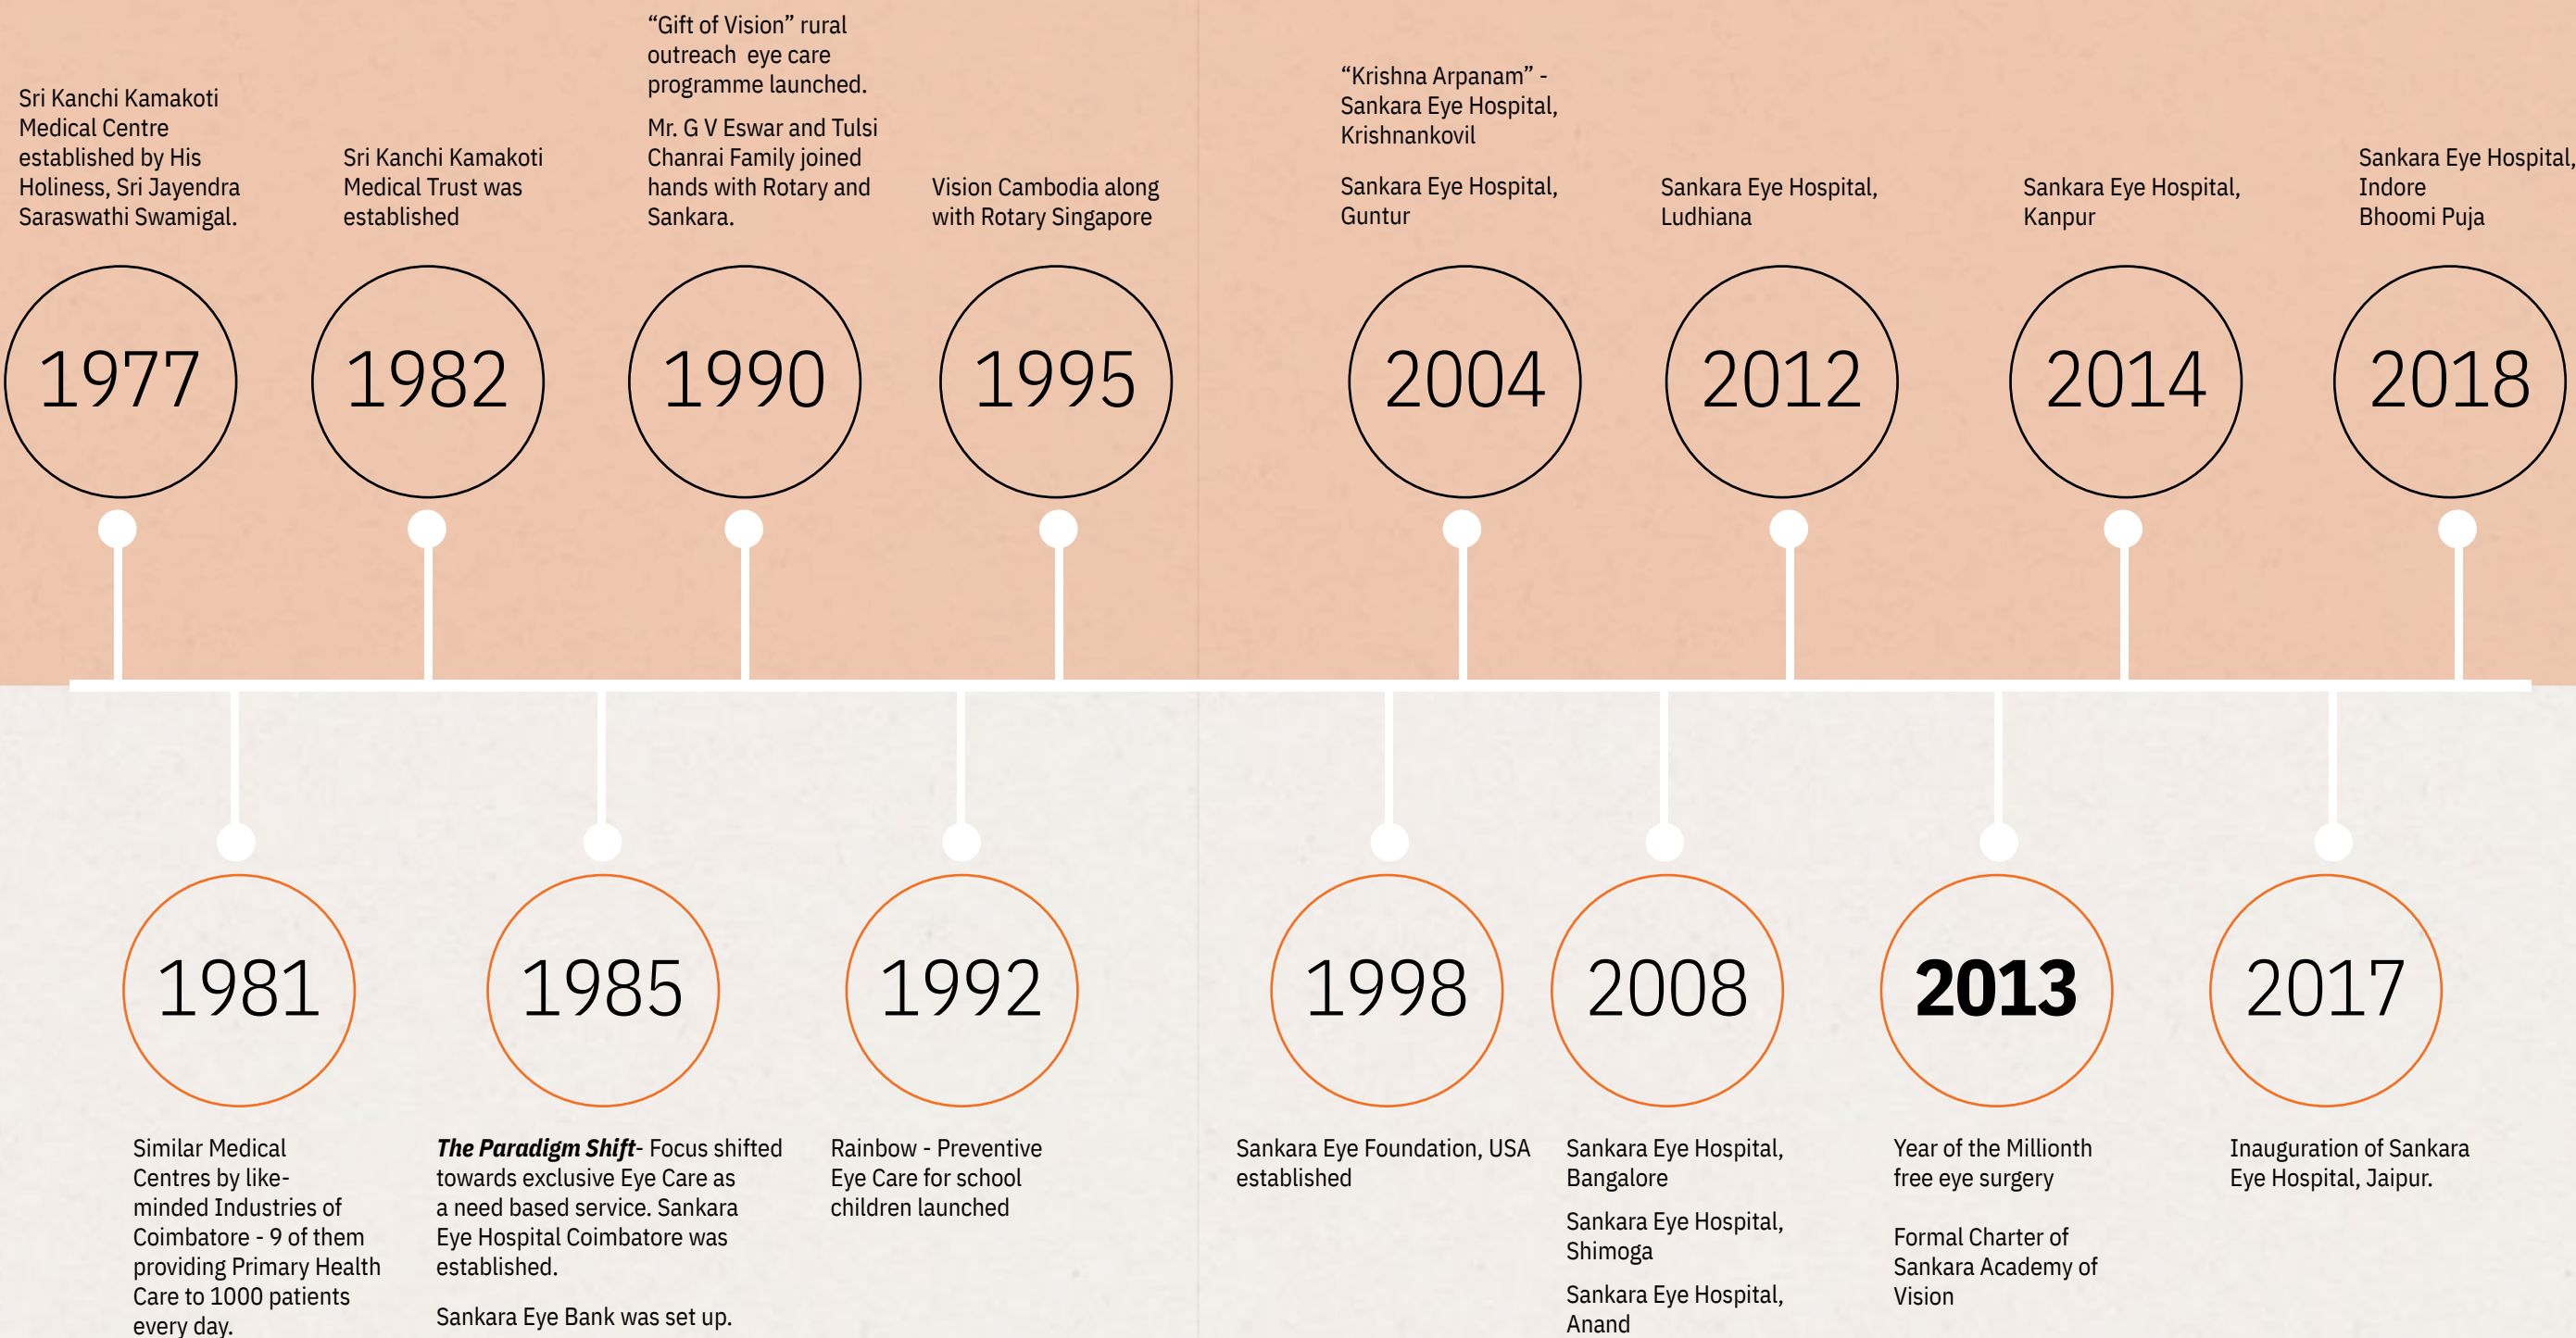 Sri Kanchi Kamakoti
Medical Centre
established by His
Holiness, Sri Jayendra
Saraswathi Swamigal.
1977
Sri Kanchi Kamakoti
Medical Trust was
established
1982
“Gift of Vision” rural
outreach eye care
programme launched.
Mr. G V Eswar and Tulsi
Chanrai Family joined
hands with Rotary and
Sankara.
1990
Vision Cambodia along
with Rotary Singapore
1995
“Krishna Arpanam” -
Sankara Eye Hospital,
Krishnankovil
Sankara Eye Hospital,
Guntur
2004
Sankara Eye Hospital,
Ludhiana
2012
Sankara Eye Hospital,
Kanpur
2014
Sankara Eye Hospital,
Indore
Bhoomi Puja
2018
1981
Similar Medical
Centres by like-
minded Industries of
Coimbatore - 9 of them
providing Primary Health
Care to 1000 patients
every day.
1985
The Paradigm Shift- Focus shifted
towards exclusive Eye Care as
a need based service. Sankara
Eye Hospital Coimbatore was
established.
Sankara Eye Bank was set up.
1992
Rainbow - Preventive
Eye Care for school
children launched
1998
Sankara Eye Foundation, USA
established
2008
Sankara Eye Hospital,
Bangalore
Sankara Eye Hospital,
Shimoga
Sankara Eye Hospital,
Anand
2013
Year of the Millionth
free eye surgery
Formal Charter of
Sankara Academy of
Vision
2017
Inauguration of Sankara
Eye Hospital, Jaipur.